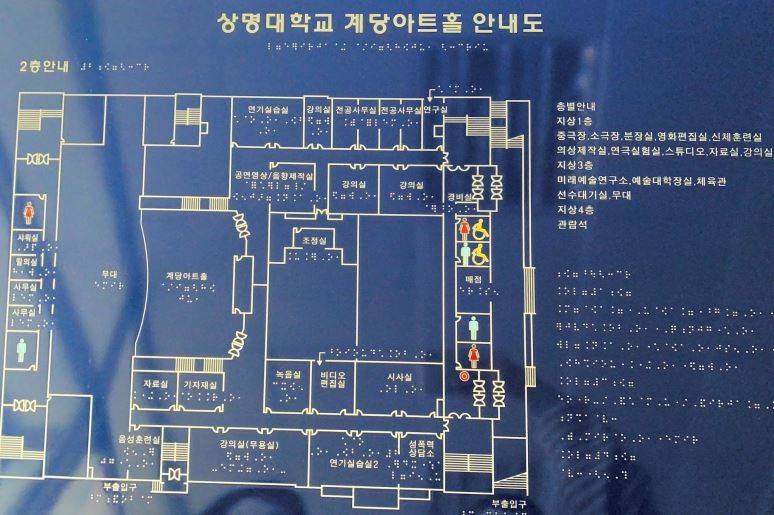 상명대학교 계당아트홀 안내도
2층안내
연기실습실
강의실
전공사무실
전공사무실
연구실
공연영상/음향제작실
강의실
강의실
경비실
샤워실
탈의실
사무실
사무실
무대
계당아트홀
조정실
매점
자료실
기자재실
녹음실
비디오
편집실
시사실
음성훈련실
강의실(무용실)
연기실습실2
성폭력
상담소
부출입구
부출입구
층별안내
지상1층
중극장,소극장,분장실,영화편집실,신체훈련실
의상제작실,연극실험실,스튜디오,자료실,강의실
지상3층
미래예술연구소,예술대학장실,체육관
선수대기실,무대
지상4층
관람석